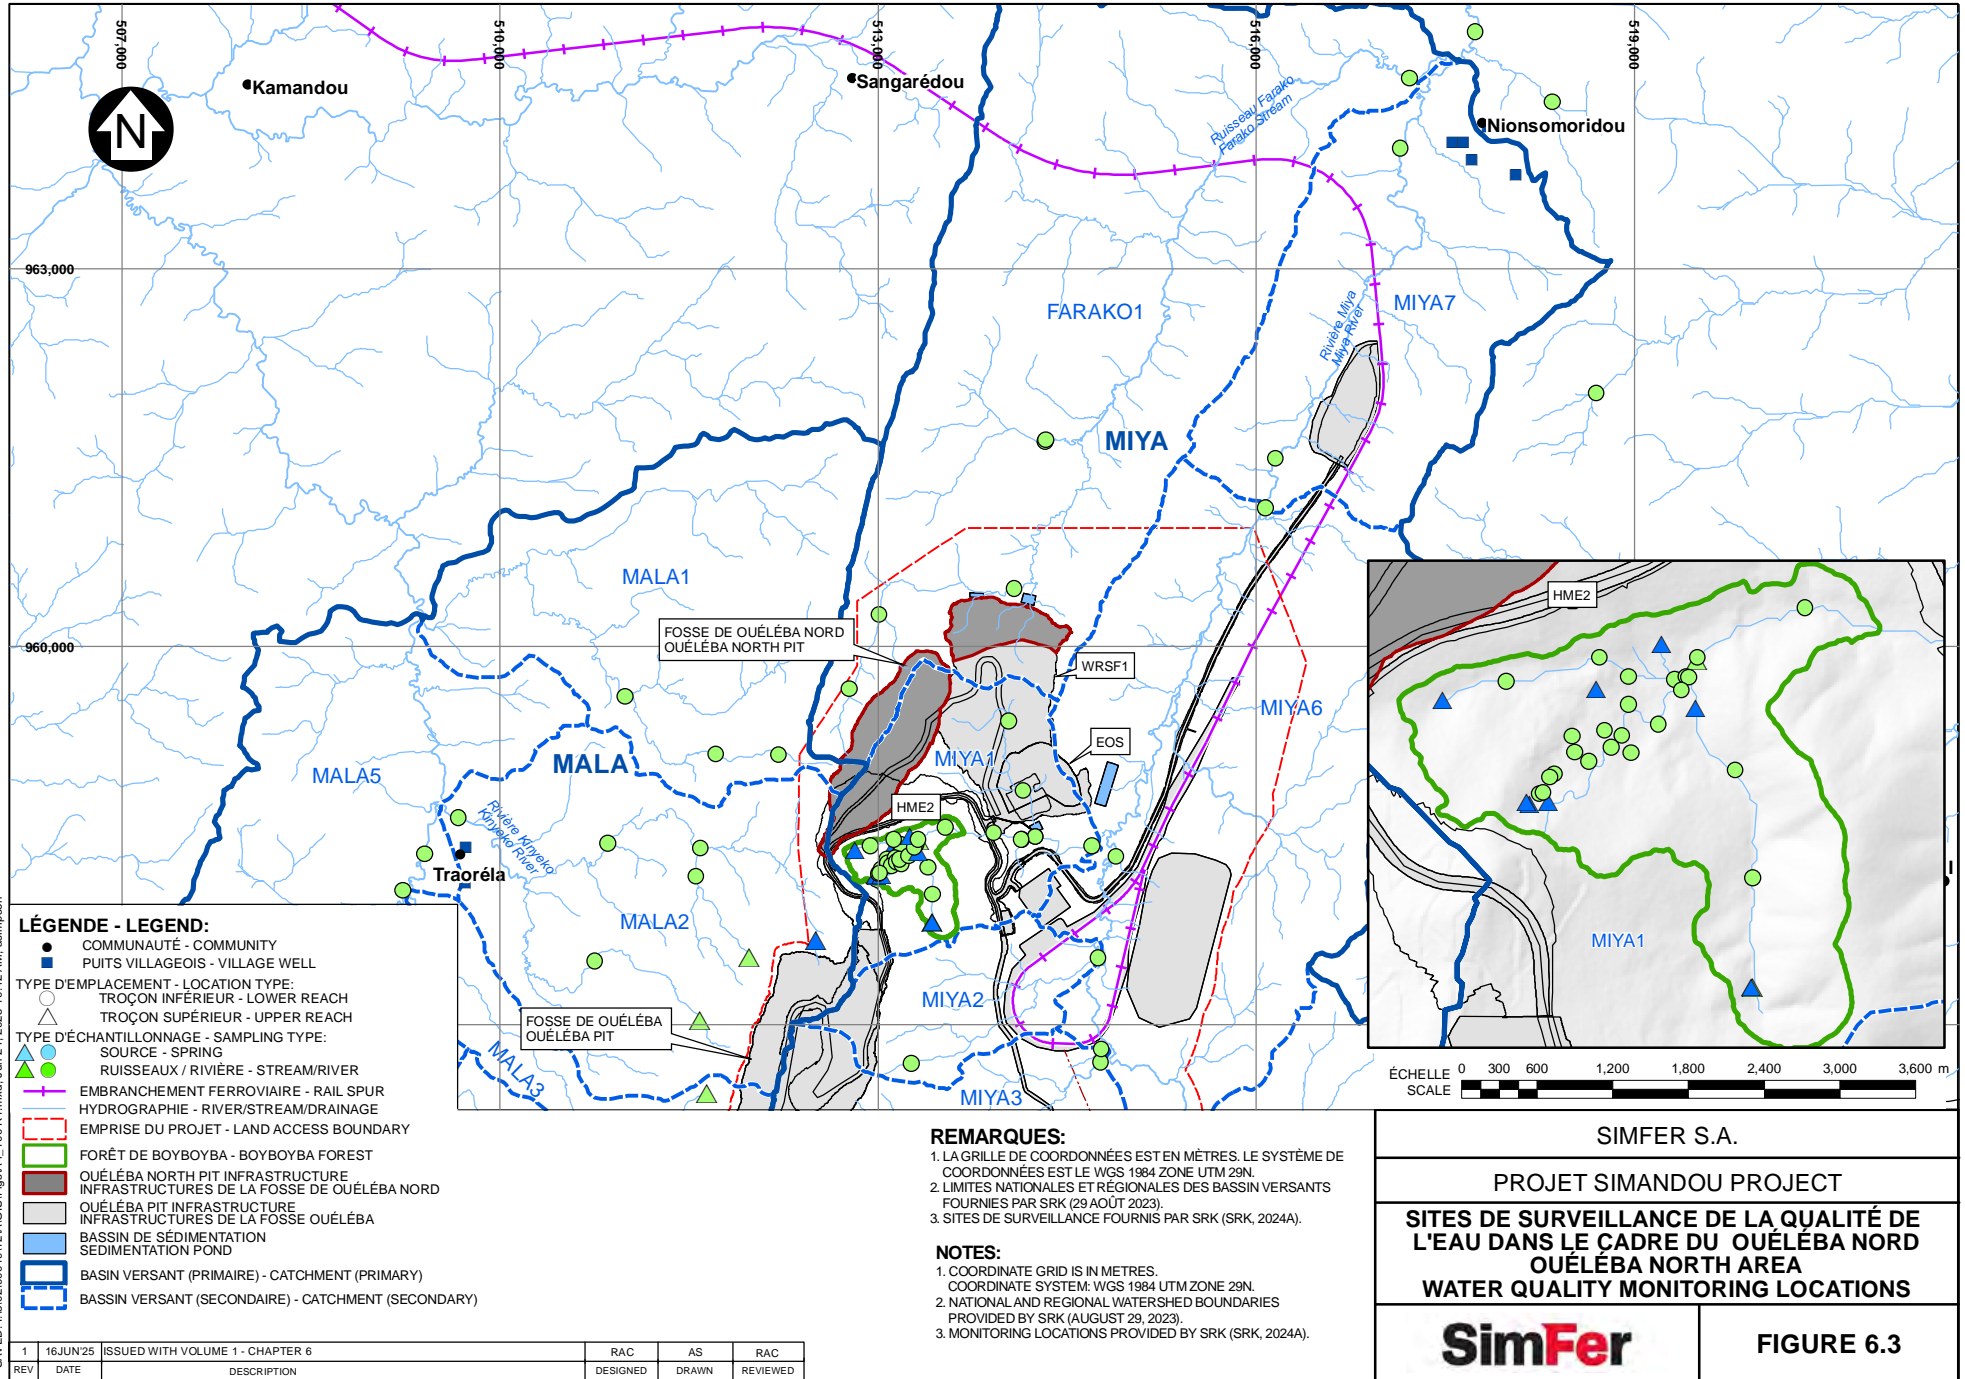 507,000
510,000
513,000
516,000
519,000
963,000
960,000
N
Kamandou
Sangarédou
Nionsomoridou
Ruisseau Farako
Farako Stream
FARAKO1
Rivière Miya
Miya River
MIYA7
MIYA
MALA1
FOSSE DE OUÉLÉBA NORD
OUÉLÉBA NORTH PIT
WRSF1
MIYA6
EOS
MIYA1
HME2
MALA5
MALA
Rivière Kinyeko
Kinyeko River
Traoréla
MALA2
MIYA2
FOSSE DE OUÉLÉBA
OUÉLÉBA PIT
MALA3
MIYA3
HME2
MIYA1
LÉGENDE - LEGEND:
COMMUNAUTÉ - COMMUNITY
PUITS VILLAGEOIS - VILLAGE WELL
TYPE D'EMPLACEMENT - LOCATION TYPE:
TROÇON INFÉRIEUR - LOWER REACH
TROÇON SUPÉRIEUR - UPPER REACH
TYPE D'ÉCHANTILLONNAGE - SAMPLING TYPE:
SOURCE - SPRING
RUISSEAUX / RIVIÈRE - STREAM/RIVER
EMBRANCHEMENT FERROVIAIRE - RAIL SPUR
HYDROGRAPHIE - RIVER/STREAM/DRAINAGE
EMPRISE DU PROJET - LAND ACCESS BOUNDARY
FORÊT DE BOYBOYBA - BOYBOYBA FOREST
OUÉLÉBA NORTH PIT INFRASTRUCTURE
INFRASTRUCTURES DE LA FOSSE DE OUÉLÉBA NORD
OUÉLÉBA PIT INFRASTRUCTURE
INFRASTRUCTURES DE LA FOSSE OUÉLÉBA
BASSIN DE SÉDIMENTATION
SEDIMENTATION POND
BASIN VERSANT (PRIMAIRE) - CATCHMENT (PRIMARY)
BASSIN VERSANT (SECONDAIRE) - CATCHMENT (SECONDARY)
REMARQUES:
1. LA GRILLE DE COORDONNÉES EST EN MÈTRES. LE SYSTÈME DE
COORDONNÉES EST LE WGS 1984 ZONE UTM 29N.
2. LIMITES NATIONALES ET RÉGIONALES DES BASSIN VERSANTS
FOURNIES PAR SRK (29 AOÛT 2023).
3. SITES DE SURVEILLANCE FOURNIS PAR SRK (SRK, 2024A).
NOTES:
1. COORDINATE GRID IS IN METRES.
COORDINATE SYSTEM: WGS 1984 UTM ZONE 29N.
2. NATIONAL AND REGIONAL WATERSHED BOUNDARIES
PROVIDED BY SRK (AUGUST 29, 2023).
3. MONITORING LOCATIONS PROVIDED BY SRK (SRK, 2024A).
ÉCHELLE
SCALE
0 300 600 1,200 1,800 2,400 3,000 3,600 m
SIMFER S.A.
PROJET SIMANDOU PROJECT
SITES DE SURVEILLANCE DE LA QUALITÉ DE
L'EAU DANS LE CADRE DU OUÉLÉBA NORD
OUÉLÉBA NORTH AREA
WATER QUALITY MONITORING LOCATIONS
SimFer
FIGURE 6.3
1 16JUN'25 ISSUED WITH VOLUME 1 - CHAPTER 6 RAC AS RAC
REV DATE DESCRIPTION DESIGNED DRAWN REVIEWED